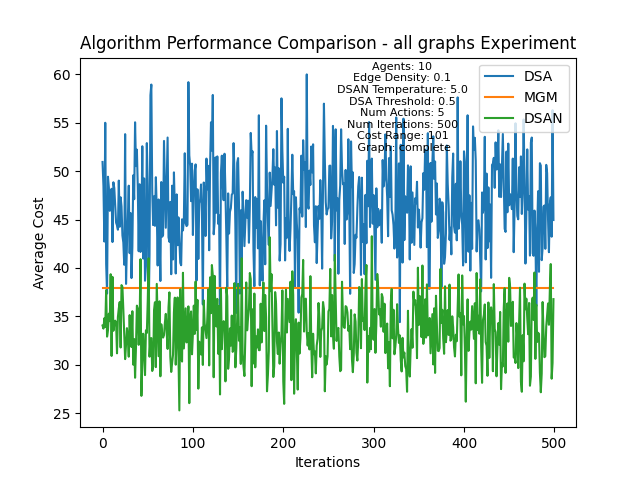 Algorithm Performance Comparison - all graphs Experiment
Agents: 10
Edge Density: 0.1
DSAN Temperature: 5.0
DSA Threshold: 0.5
Num Actions: 5
Num Iterations: 500
Cost Range: 101
Graph: complete
DSA
MGM
DSAN
Average Cost
60
55
50
45
40
35
30
25
0
100
200
300
400
500
Iterations